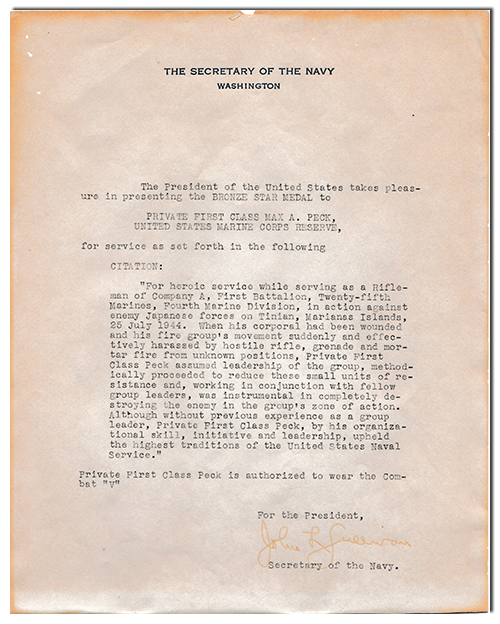 THE SECRETARY OF THE NAVY
WASHINGTON
The President of the United States takes pleas-
ure in presenting the BRONZE STAR MEDAL to
PRIVATE FIRST CLASS MAX A. PECK,
UNITED STATES MARINE CORPS RESERVE,
for service as set forth in the following
CITATION:
"For heroic service while serving as a Rifle-
man of Company A, First Battalion, Twenty-fifth
Marines, Fourth Marine Division, in action against
enemy Japanese forces on Tinian, Marianas Islands,
25 July 1944. When his corporal had been wounded
and his fire group's movement suddenly and effec-
tively harassed by hostile rifle, grenade and mor-
tar fire from unknown positions, Private First
Class Peck assumed leadership of the group, method-
ically proceeded to reduce these small units of re-
sistance and, working in conjunction with fellow
group leaders, was instrumental in completely de-
stroying the enemy in the group's zone of action.
Although without previous experience as a group
leader, Private First Class Peck, by his organiza-
tional skill, initiative and leadership, upheld
the highest traditions of the United States Naval
Service."
Private First Class Peck is authorized to wear the Com-
bat "V"
For the President,
John L Sullivan
Secretary of the Navy.